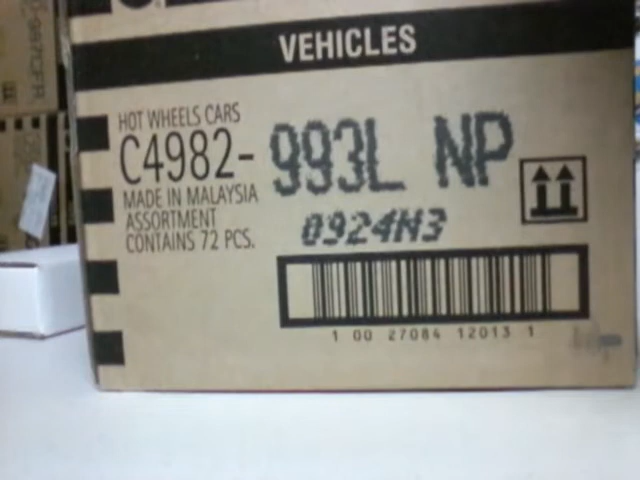 VEHICLES
HOT WHEELS CARS
C4982-993L NP
MADE IN MALAYSIA
ASSORTMENT
CONTAINS 72 PCS.
0924N3
1 00 27084 12013 1